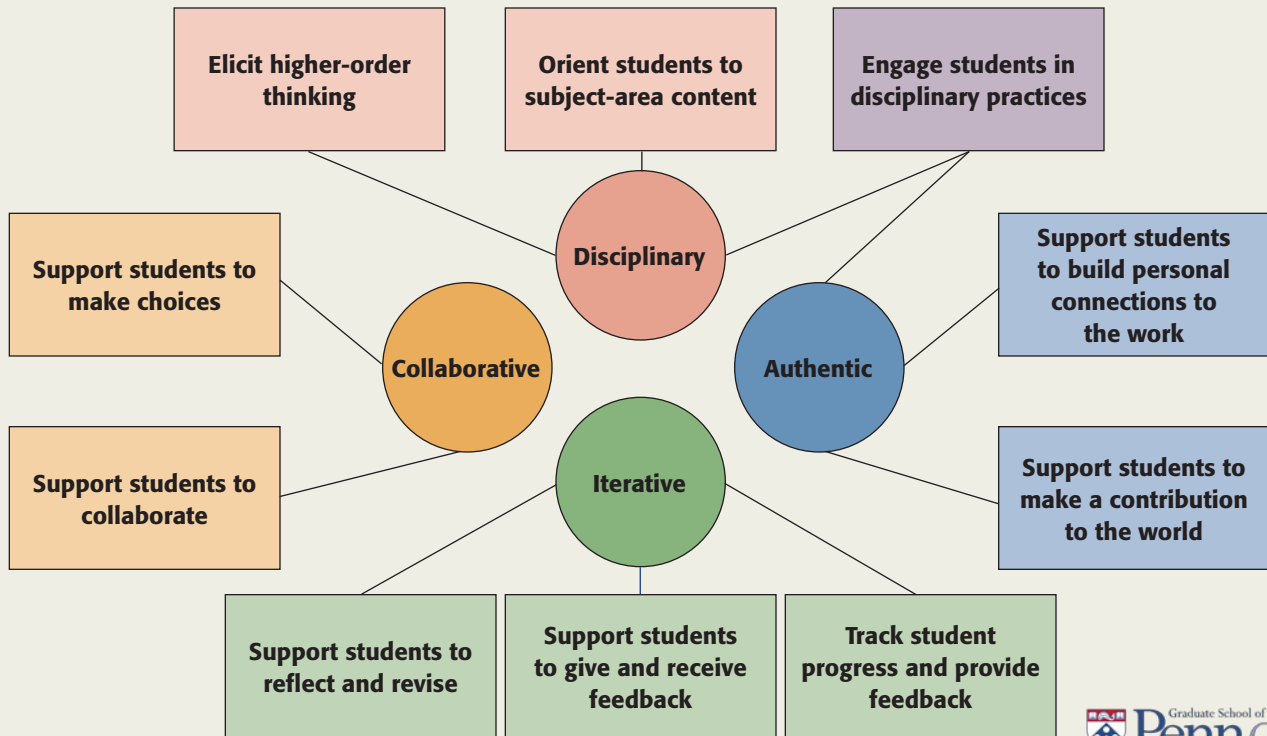 Elicit higher-order
thinking
Orient students to
subject-area content
Engage students in
disciplinary practices
Disciplinary
Support students to
make choices
Support students
to build personal
connections to
the work
Collaborative
Authentic
Support students to
collaborate
Iterative
Support students to
make a contribution
to the world
Support students to
reflect and revise
Support students
to give and receive
feedback
Track student
progress and provide
feedback
Graduate School of
Penn